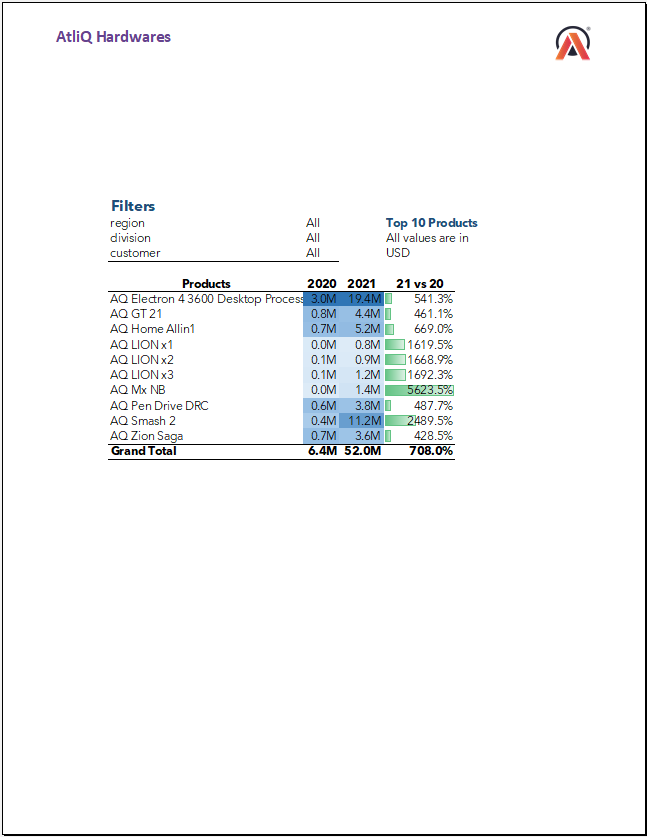 AtliQ Hardwares
Filters
region All Top 10 Products
division All All values are in
customer All USD
Products 2020 2021 21 vs 20
AQ Electron 4 3600 Desktop Process 3.0M 19.4M 541.3%
AQ GT 21 0.8M 4.4M 461.1%
AQ Home Allin1 0.7M 5.2M 669.0%
AQ LION x1 0.0M 0.8M 1619.5%
AQ LION x2 0.1M 0.9M 1668.9%
AQ LION x3 0.1M 1.2M 1692.3%
AQ Mx NB 0.0M 1.4M 5623.5%
AQ Pen Drive DRC 0.6M 3.8M 487.7%
AQ Smash 2 0.4M 11.2M 2489.5%
AQ Zion Saga 0.7M 3.6M 428.5%
Grand Total 6.4M 52.0M 708.0%